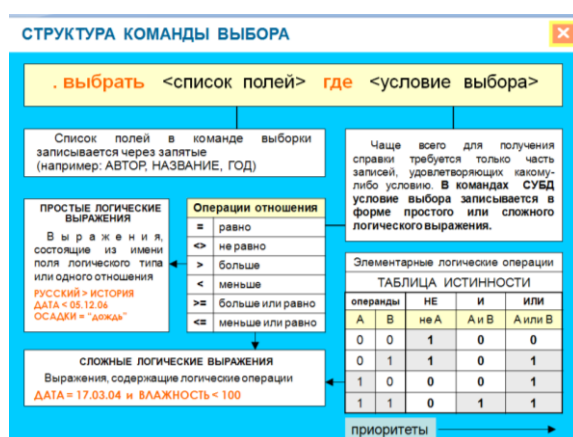 СТРУКТУРА КОМАНДЫ ВЫБОРА
. выбрать <список полей> где <условие выбора>
Список полей в команде выборки
записывается через запятые
(например: АВТОР, НАЗВАНИЕ, ГОД)
Чаще всего для получения
справки требуется только часть
записей, удовлетворяющих какому-
либо условию. В командах СУБД
условие выбора записывается в
форме простого или сложного
логического выражения.
ПРОСТЫЕ ЛОГИЧЕСКИЕ
ВЫРАЖЕНИЯ
Выражения,
состоящие из имени
поля логического типа
или одного отношения
РУССКИЙ > ИСТОРИЯ
ДАТА < 05.12.06
ОСАДКИ = "дождь"
Операции отношения
= равно
<> не равно
> больше
< меньше
>= больше или равно
<= меньше или равно
СЛОЖНЫЕ ЛОГИЧЕСКИЕ ВЫРАЖЕНИЯ
Выражения, содержащие логические операции
ДАТА = 17.03.04 и ВЛАЖНОСТЬ < 100
Элементарные логические операции
ТАБЛИЦА ИСТИННОСТИ
операнды НЕ И ИЛИ
А В не А А и В А или В
0 0 1 0 0
0 1 1 0 1
1 0 0 0 1
1 1 0 1 1
приоритеты